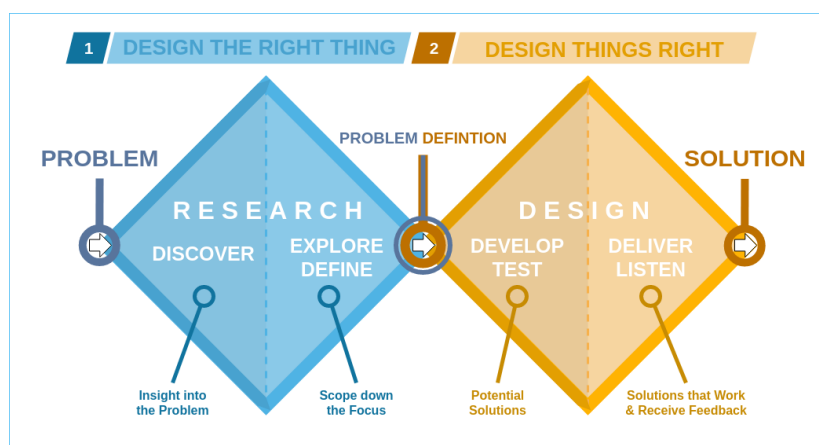 1 DESIGN THE RIGHT THING 2 DESIGN THINGS RIGHT
PROBLEM
PROBLEM DEFINTION
SOLUTION
RESEARCH
DESIGN
DISCOVER
EXPLORE
DEFINE
DEVELOP
TEST
DELIVER
LISTEN
Insight into
the Problem
Scope down
the Focus
Potential
Solutions
Solutions that Work
& Receive Feedback